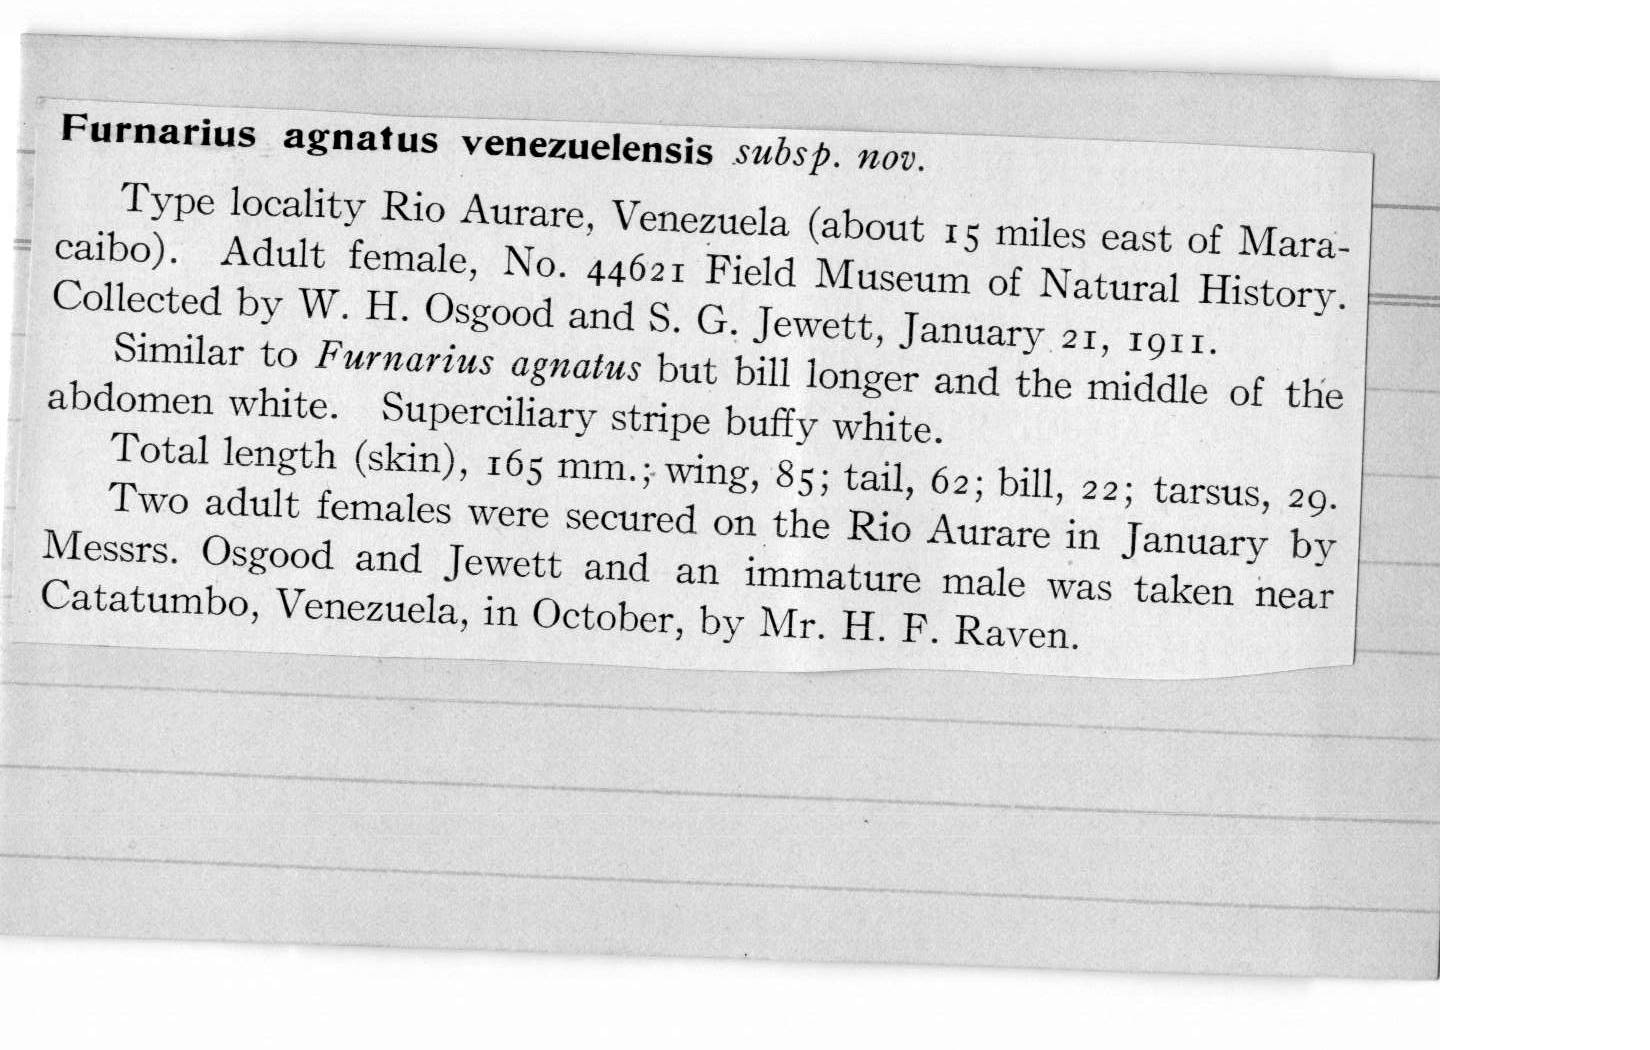 Furnarius agnatus venezuelensis subsp. nov.
Type locality Rio Aurare, Venezuela (about 15 miles east of Mara-
caibo). Adult female, No. 44621 Field Museum of Natural History.
Collected by W. H. Osgood and S. G. Jewett, January 21, 1911.
Similar to Furnarius agnatus but bill longer and the middle of the
abdomen white. Superciliary stripe buffy white.
Total length (skin), 165 mm.; wing, 85; tail, 62; bill, 22; tarsus, 29.
Two adult females were secured on the Rio Aurare in January by
Messrs. Osgood and Jewett and an immature male was taken near
Catatumbo, Venezuela, in October, by Mr. H. F. Raven.